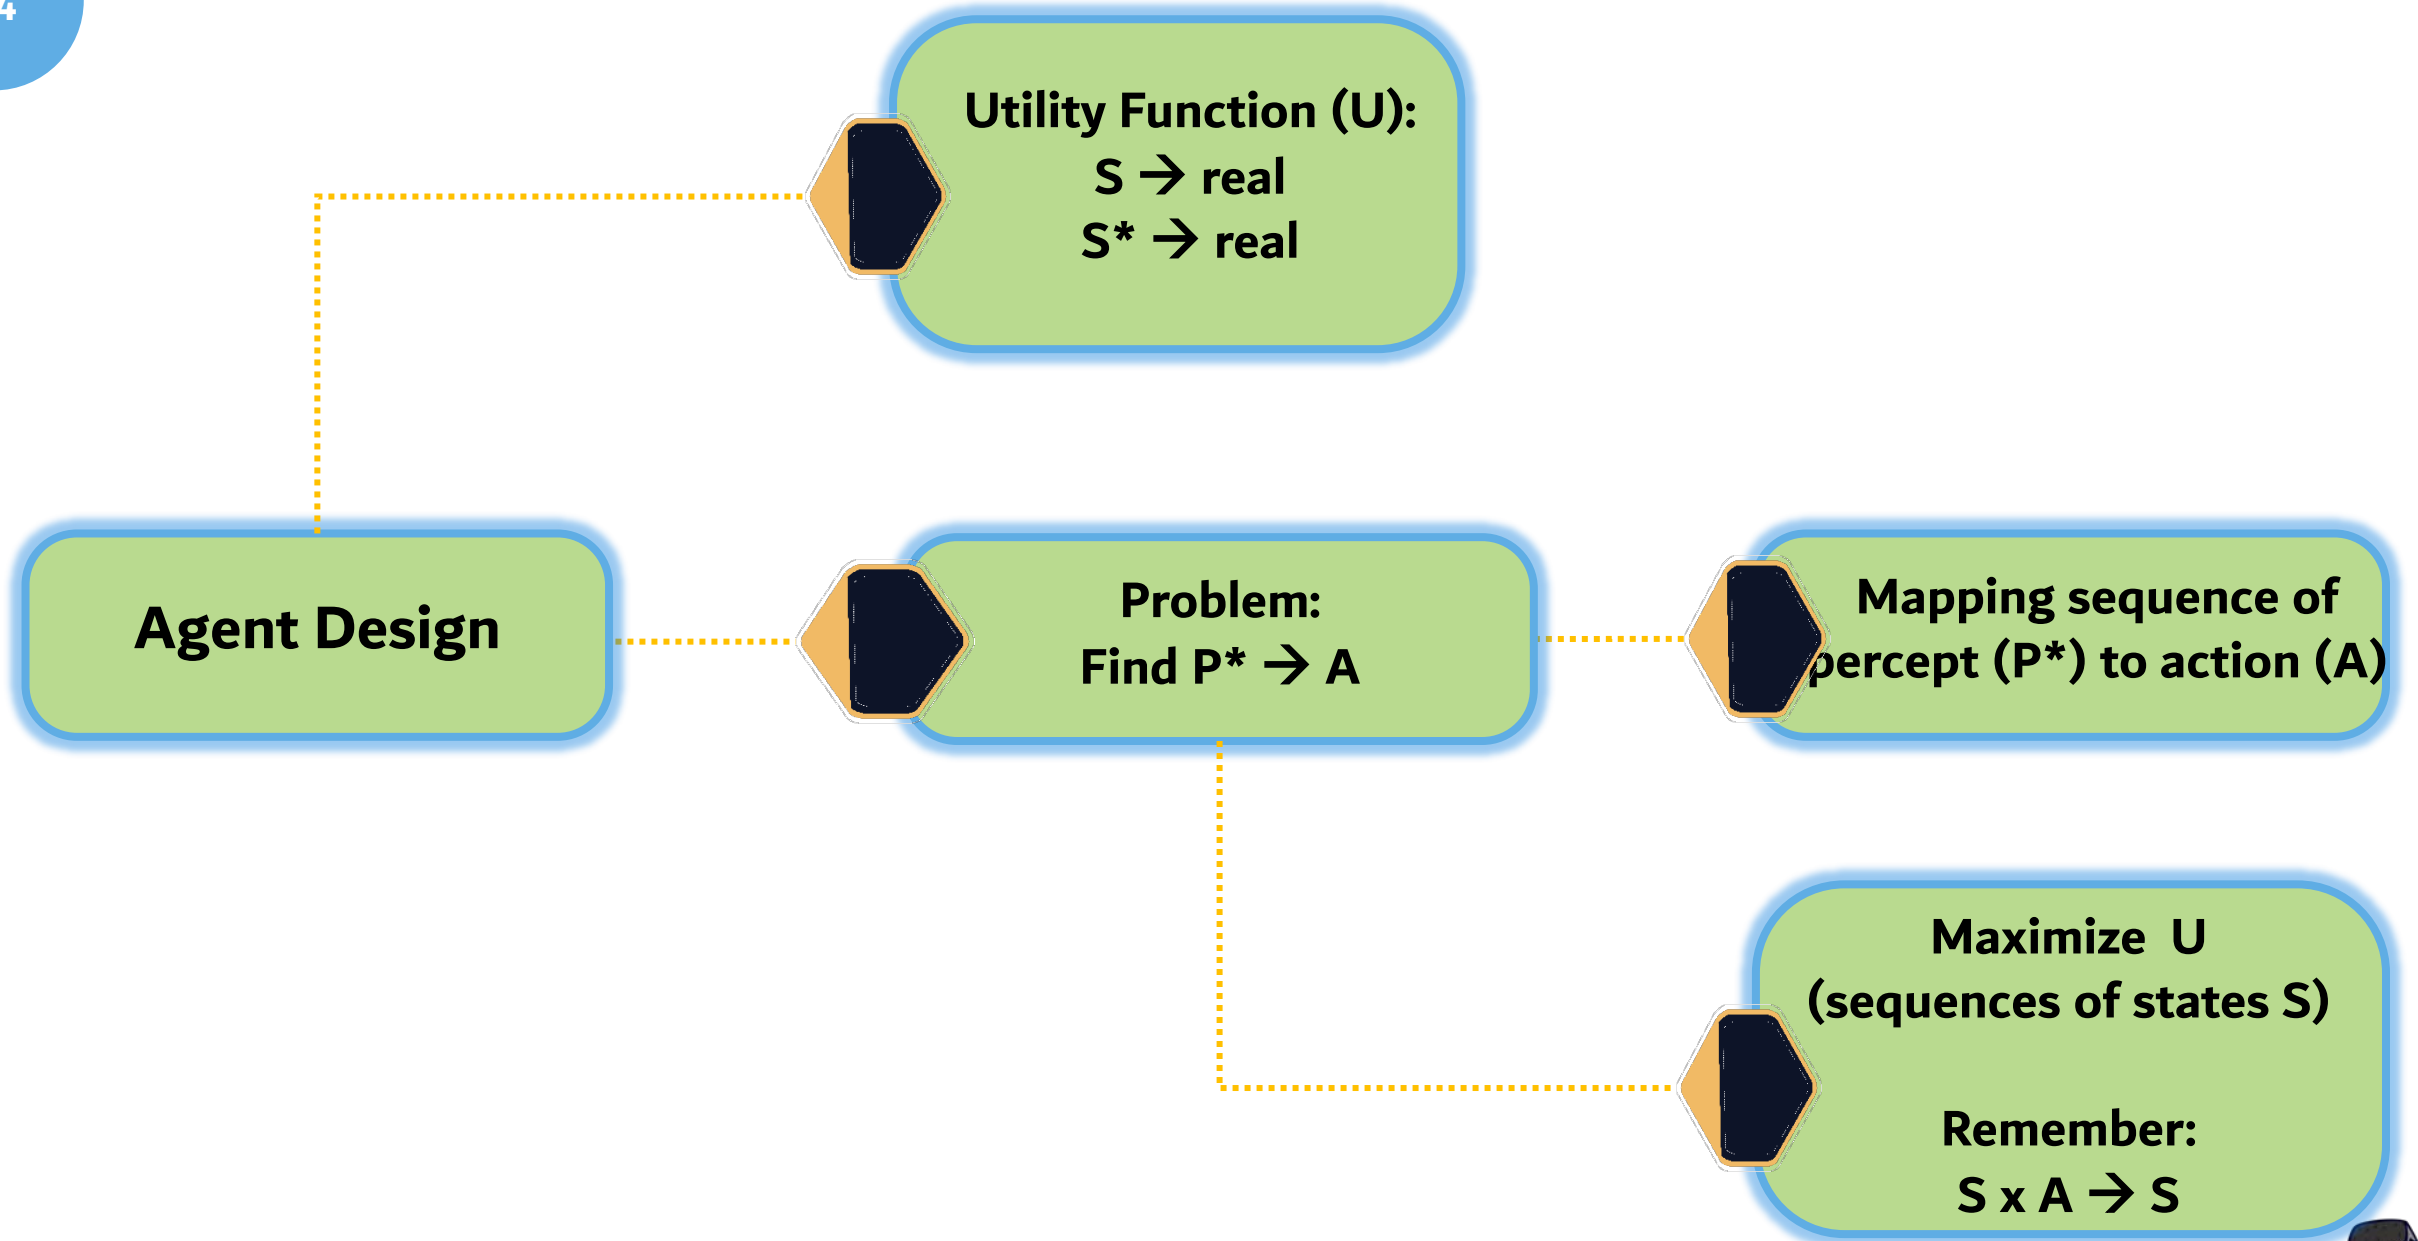 4
Utility Function (U):
S → real
S* → real
Agent Design
Problem:
Find P* → A
Mapping sequence of
percept (P*) to action (A)
Maximize U
(sequences of states S)
Remember:
S x A → S